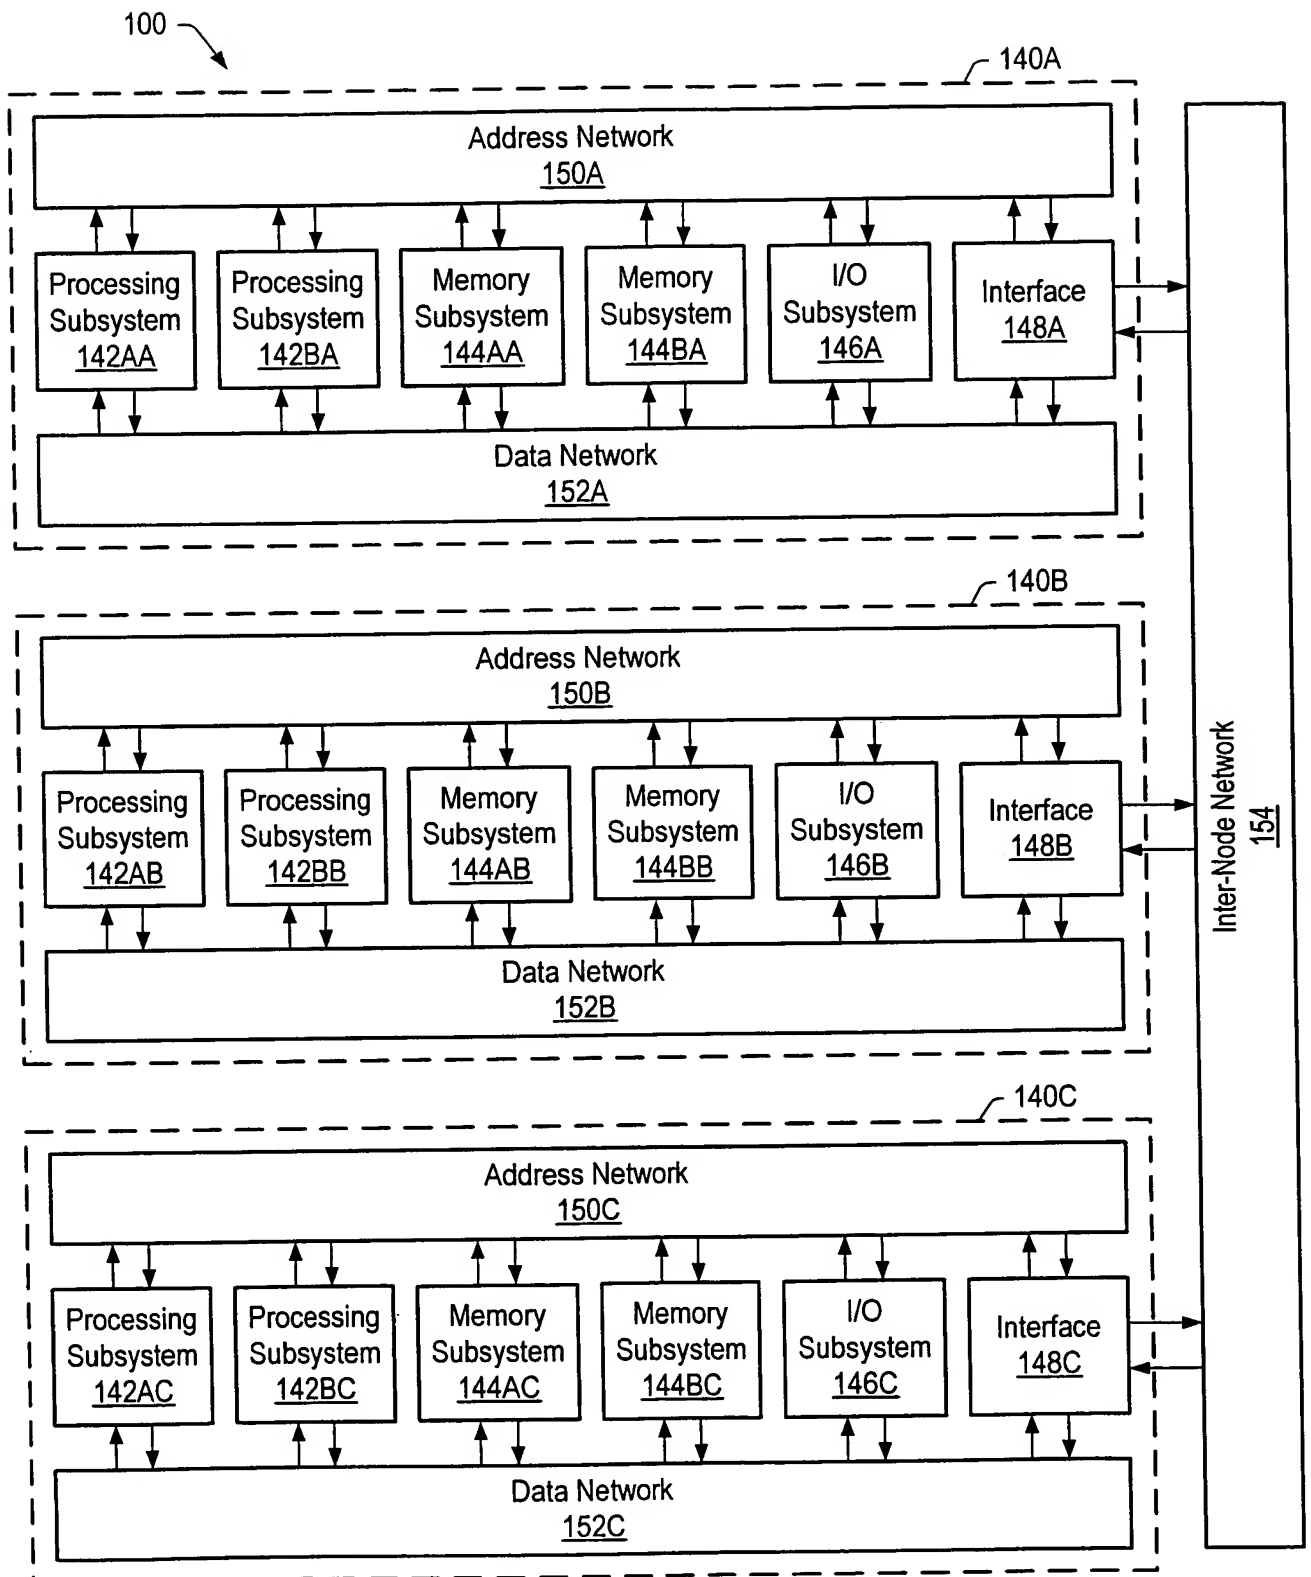 100
140A
Address Network
150A
Processing
Subsystem
142AA
Processing
Subsystem
142BA
Memory
Subsystem
144AA
Memory
Subsystem
144BA
I/O
Subsystem
146A
Interface
148A
Data Network
152A
140B
Address Network
150B
Processing
Subsystem
142AB
Processing
Subsystem
142BB
Memory
Subsystem
144AB
Memory
Subsystem
144BB
I/O
Subsystem
146B
Interface
148B
Data Network
152B
140C
Address Network
150C
Processing
Subsystem
142AC
Processing
Subsystem
142BC
Memory
Subsystem
144AC
Memory
Subsystem
144BC
I/O
Subsystem
146C
Interface
148C
Data Network
152C
Inter-Node Network
154